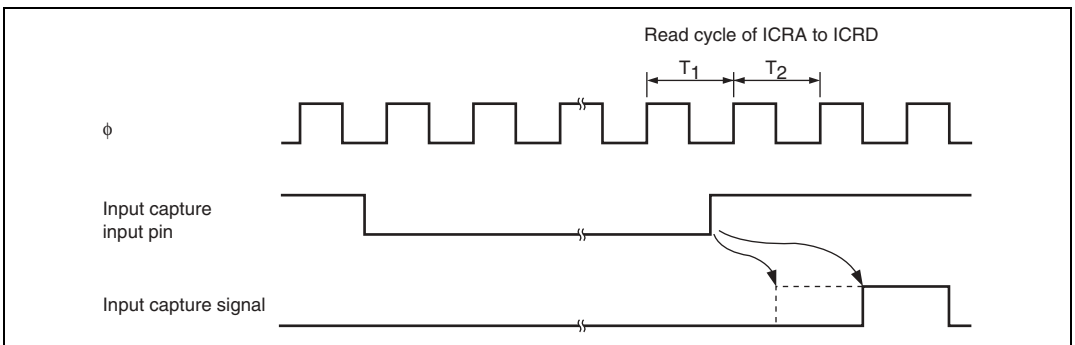 Read cycle of ICRA to ICRD
T1 T2
φ
Input capture
input pin
Input capture signal